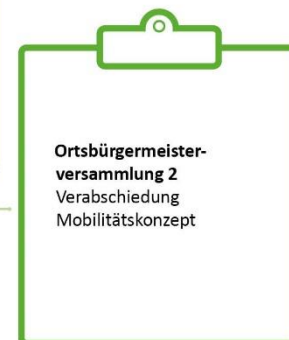 Ortsbürgermeister-
versammlung 2
Verabschiedung
Mobilitätskonzept